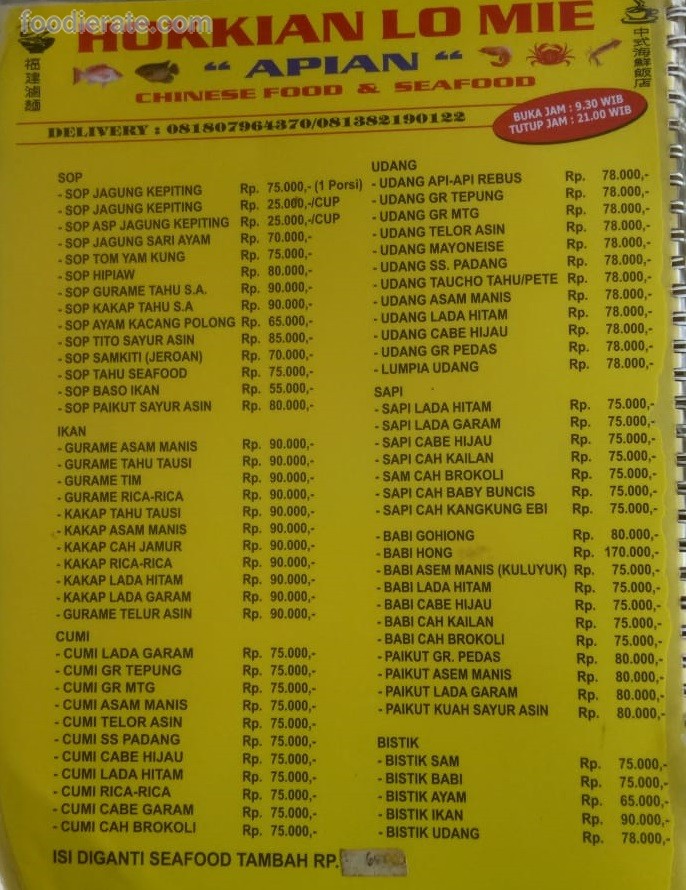 foodierate.com
HOKKIAN LO MIE
“ APIAN “
CHINESE FOOD & SEAFOOD
福建滷麵
中式海鮮飯店
DELIVERY : 081807964370/081382190122
BUKA JAM : 9.30 WIB
TUTUP JAM : 21.00 WIB
SOP
- SOP JAGUNG KEPITING Rp. 75.000,- (1 Porsi)
- SOP JAGUNG KEPITING Rp. 25.000,-/CUP
- SOP ASP JAGUNG KEPITING Rp. 25.000,-/CUP
- SOP JAGUNG SARI AYAM Rp. 70.000,-
- SOP TOM YAM KUNG Rp. 75.000,-
- SOP HIPIAW Rp. 80.000,-
- SOP GURAME TAHU S.A. Rp. 90.000,-
- SOP KAKAP TAHU S.A Rp. 90.000,-
- SOP AYAM KACANG POLONG Rp. 65.000,-
- SOP TITO SAYUR ASIN Rp. 85.000,-
- SOP SAMKITI (JEROAN) Rp. 70.000,-
- SOP TAHU SEAFOOD Rp. 75.000,-
- SOP BASO IKAN Rp. 55.000,-
- SOP PAIKUT SAYUR ASIN Rp. 80.000,-
IKAN
- GURAME ASAM MANIS Rp. 90.000,-
- GURAME TAHU TAUSI Rp. 90.000,-
- GURAME TIM Rp. 90.000,-
- GURAME RICA-RICA Rp. 90.000,-
- KAKAP TAHU TAUSI Rp. 90.000,-
- KAKAP ASAM MANIS Rp. 90.000,-
- KAKAP CAH JAMUR Rp. 90.000,-
- KAKAP RICA-RICA Rp. 90.000,-
- KAKAP LADA HITAM Rp. 90.000,-
- KAKAP LADA GARAM Rp. 90.000,-
- GURAME TELUR ASIN Rp. 90.000,-
CUMI
- CUMI LADA GARAM Rp. 75.000,-
- CUMI GR TEPUNG Rp. 75.000,-
- CUMI GR MTG Rp. 75.000,-
- CUMI ASAM MANIS Rp. 75.000,-
- CUMI TELOR ASIN Rp. 75.000,-
- CUMI SS PADANG Rp. 75.000,-
- CUMI CABE HIJAU Rp. 75.000,-
- CUMI LADA HITAM Rp. 75.000,-
- CUMI RICA-RICA Rp. 75.000,-
- CUMI CABE GARAM Rp. 75.000,-
- CUMI CAH BROKOLI Rp. 75.000,-
UDANG
- UDANG API-API REBUS Rp. 78.000,-
- UDANG GR TEPUNG Rp. 78.000,-
- UDANG GR MTG Rp. 78.000,-
- UDANG TELOR ASIN Rp. 78.000,-
- UDANG MAYONEISE Rp. 78.000,-
- UDANG SS. PADANG Rp. 78.000,-
- UDANG TAUCHO TAHU/PETE Rp. 78.000,-
- UDANG ASAM MANIS Rp. 78.000,-
- UDANG LADA HITAM Rp. 78.000,-
- UDANG CABE HIJAU Rp. 78.000,-
- UDANG GR PEDAS Rp. 78.000,-
- LUMPIA UDANG Rp. 78.000,-
SAPI
- SAPI LADA HITAM Rp. 75.000,-
- SAPI LADA GARAM Rp. 75.000,-
- SAPI CABE HIJAU Rp. 75.000,-
- SAPI CAH KAILAN Rp. 75.000,-
- SAM CAH BROKOLI Rp. 75.000,-
- SAPI CAH BABY BUNCIS Rp. 75.000,-
- SAPI CAH KANGKUNG EBI Rp. 75.000,-
- BABI GOHIONG Rp. 80.000,-
- BABI HONG Rp. 170.000,-
- BABI ASEM MANIS (KULUYUK) Rp. 75.000,-
- BABI LADA HITAM Rp. 75.000,-
- BABI CABE HIJAU Rp. 75.000,-
- BABI CAH KAILAN Rp. 75.000,-
- BABI CAH BROKOLI Rp. 75.000,-
- PAIKUT GR. PEDAS Rp. 80.000,-
- PAIKUT ASEM MANIS Rp. 80.000,-
- PAIKUT LADA GARAM Rp. 80.000,-
- PAIKUT KUAH SAYUR ASIN Rp. 80.000,-
BISTIK
- BISTIK SAM Rp. 75.000,-
- BISTIK BABI Rp. 75.000,-
- BISTIK AYAM Rp. 65.000,-
- BISTIK IKAN Rp. 90.000,-
- BISTIK UDANG Rp. 78.000,-
ISI DIGANTI SEAFOOD TAMBAH RP.